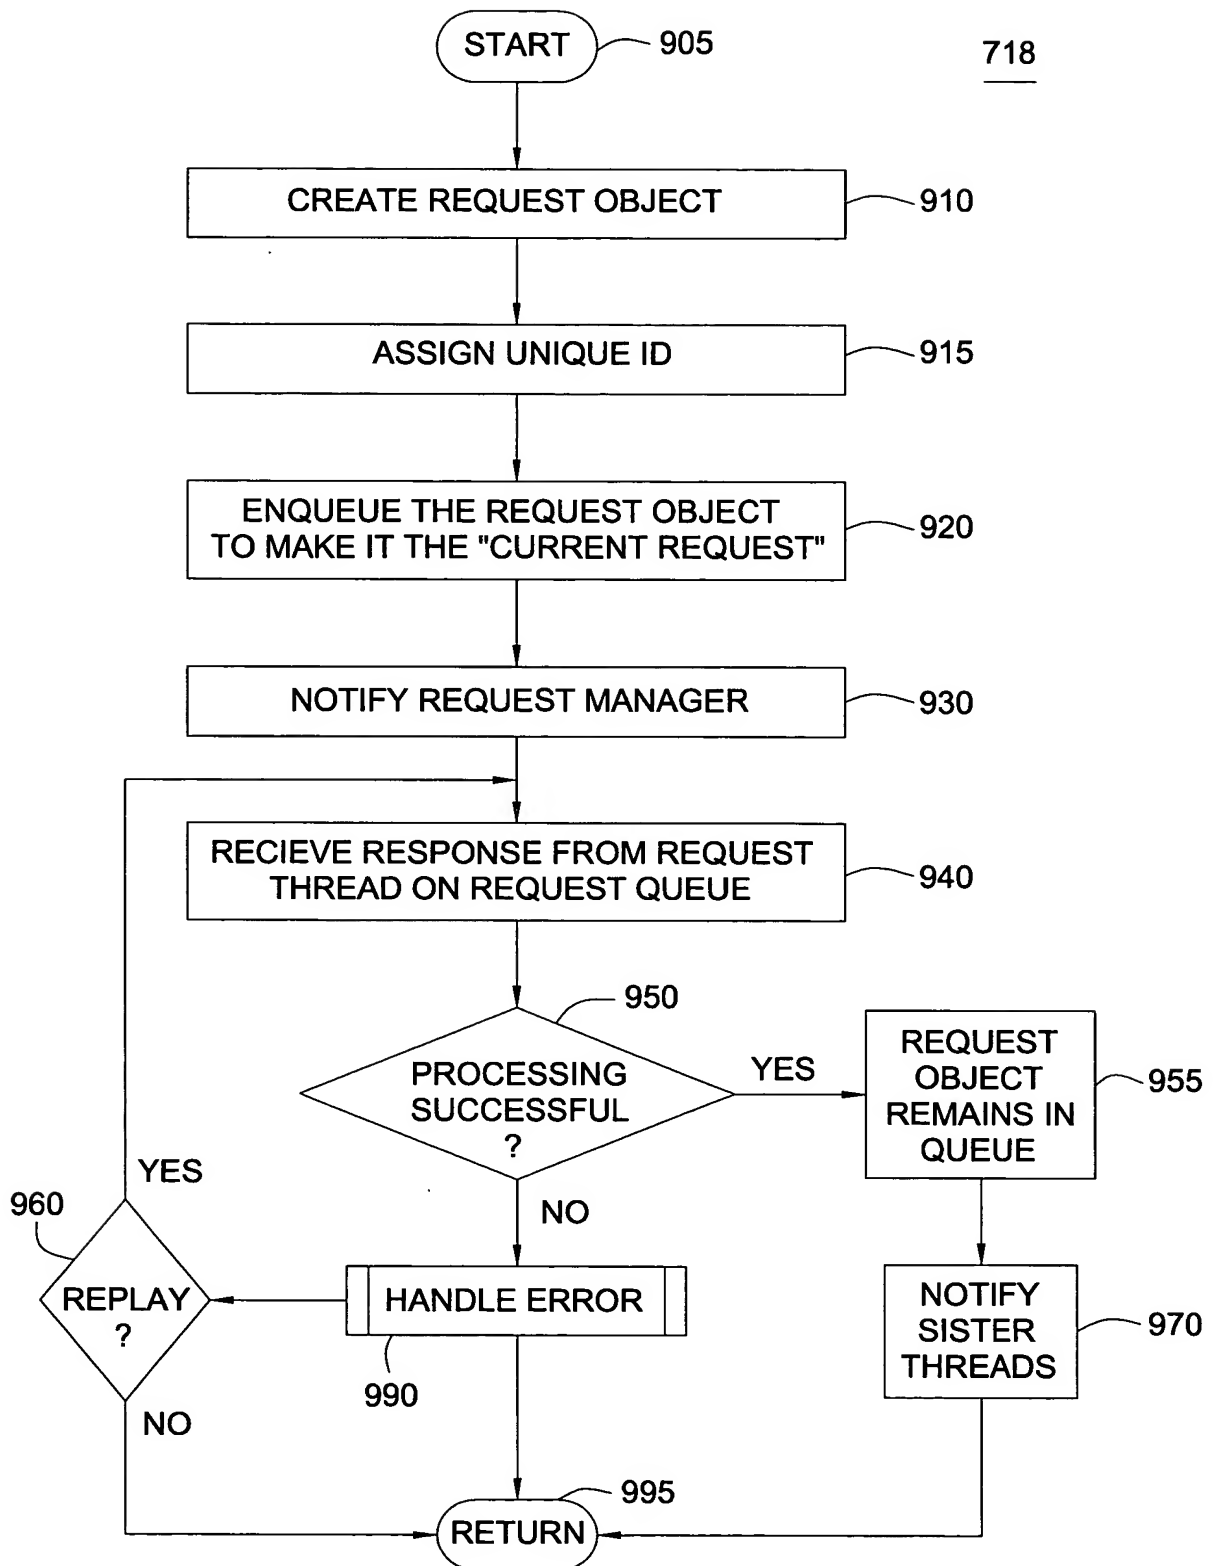 START
905
718
CREATE REQUEST OBJECT
910
ASSIGN UNIQUE ID
915
ENQUEUE THE REQUEST OBJECT
TO MAKE IT THE "CURRENT REQUEST"
920
NOTIFY REQUEST MANAGER
930
RECIEVE RESPONSE FROM REQUEST
THREAD ON REQUEST QUEUE
940
950
PROCESSING
SUCCESSFUL
?
YES
REQUEST
OBJECT
REMAINS IN
QUEUE
955
NO
YES
960
REPLAY
?
NO
HANDLE ERROR
990
NOTIFY
SISTER
THREADS
970
995
RETURN